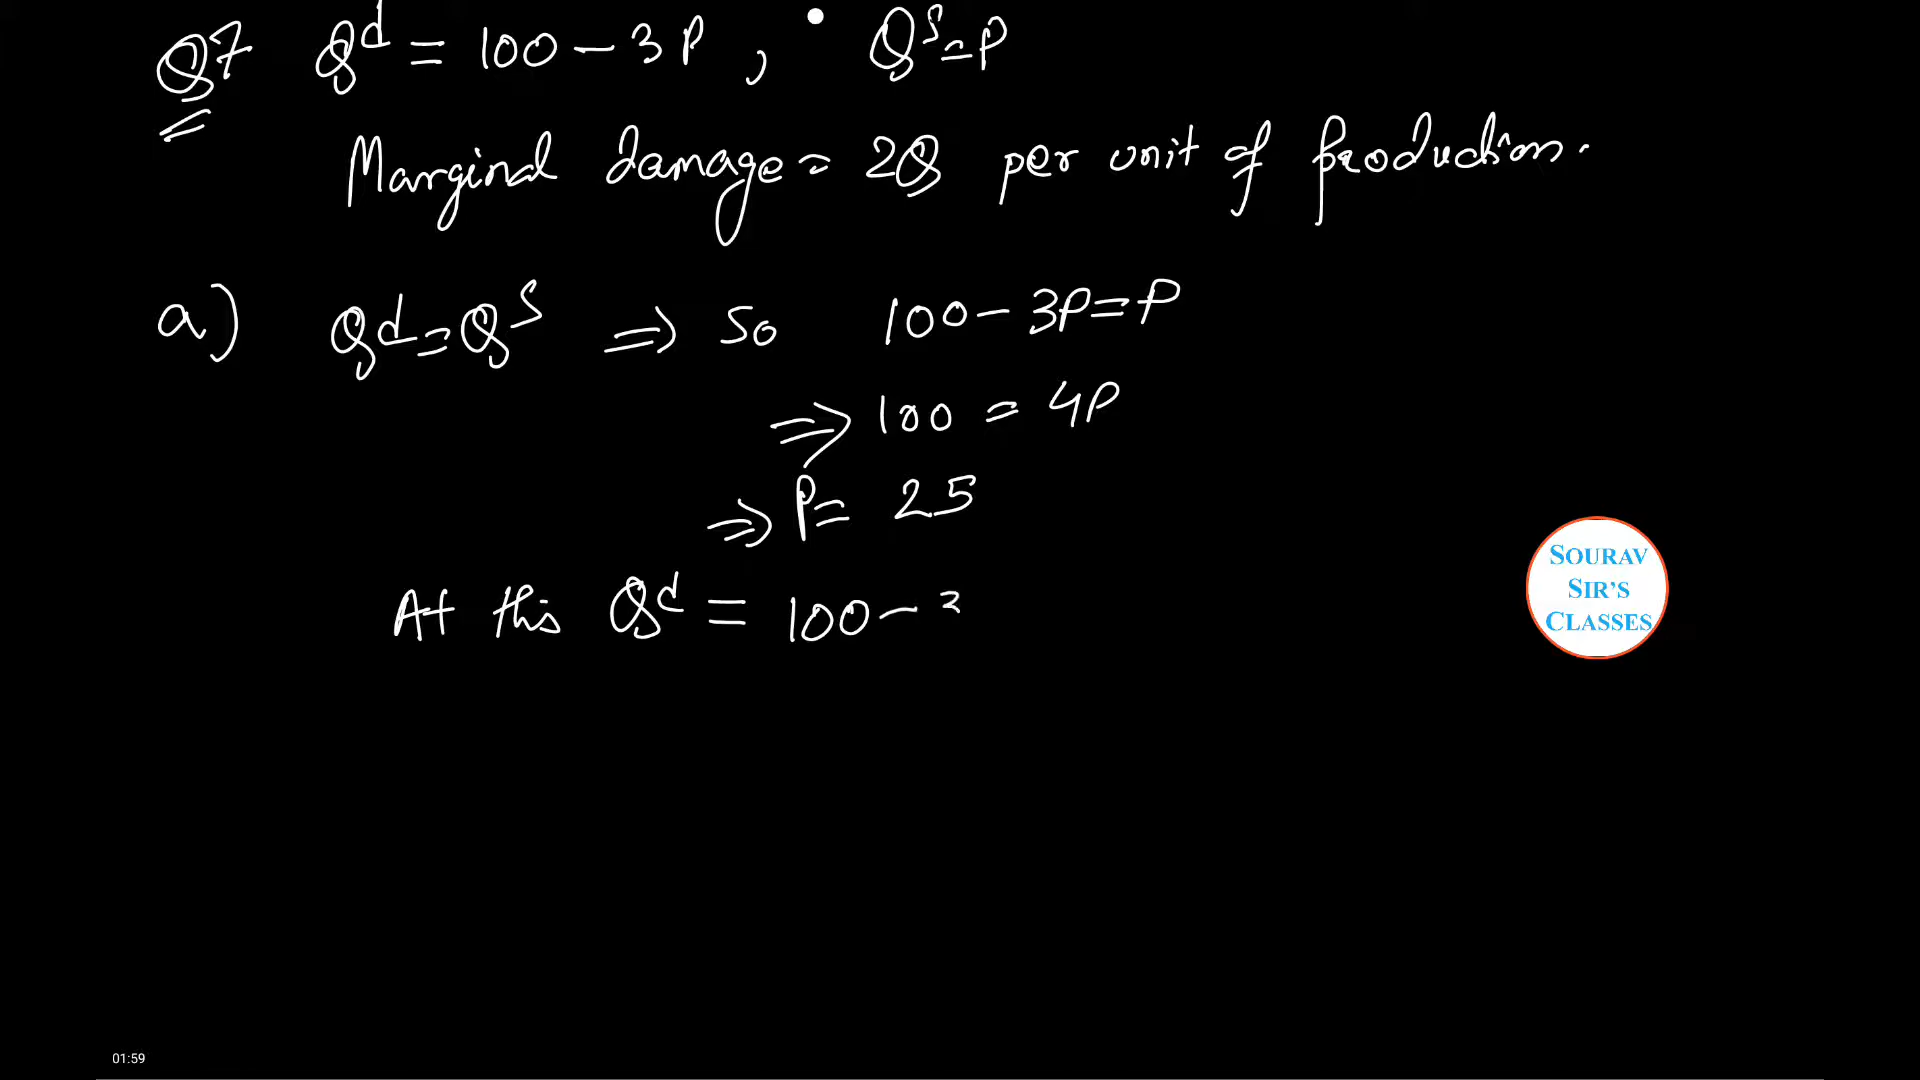 Q7 Qᵈ = 100 - 3P , Qˢ = P
Marginal damage = 2Q per unit of production.
a) Qᵈ = Qˢ ⇒ So 100 - 3P = P
⇒ 100 = 4P
⇒ P = 25
At this Qᵈ = 100 - 3
SOURAV
SIR'S
CLASSES
01:59